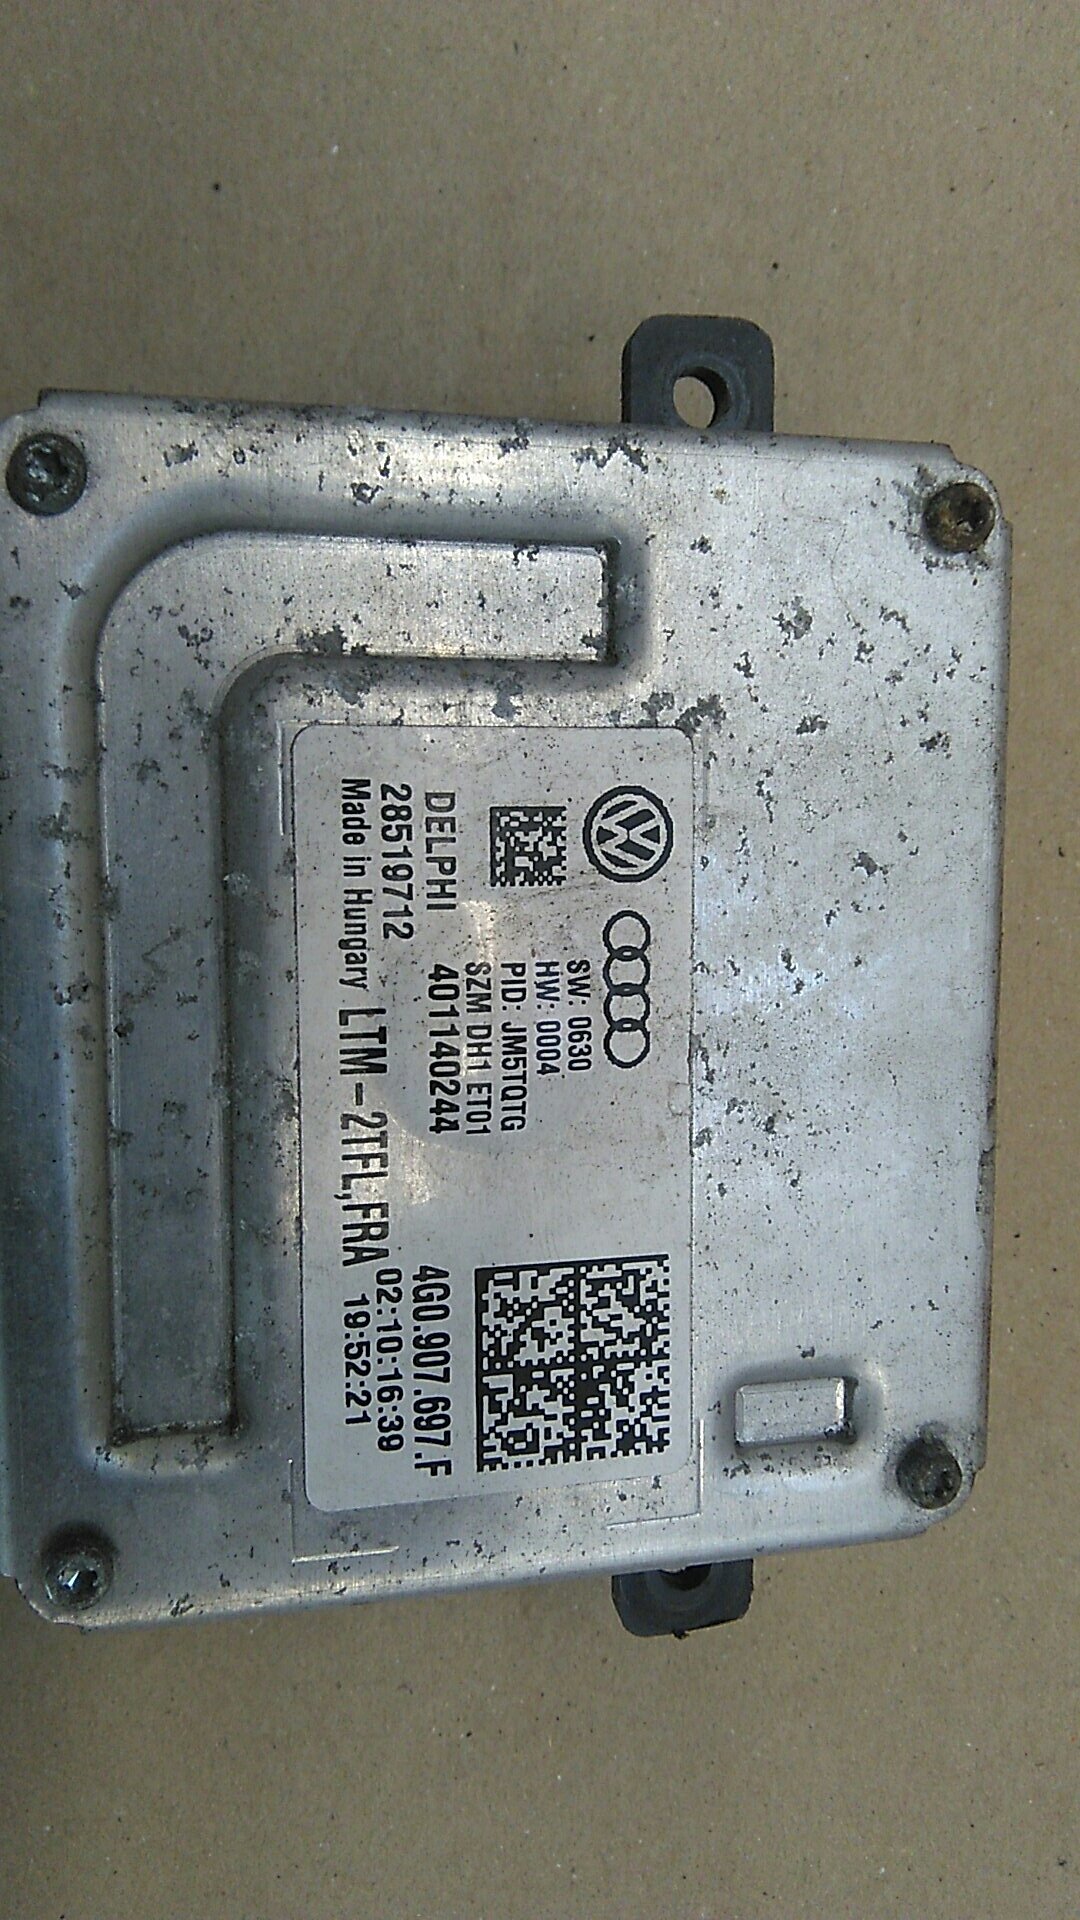 SW: 0630
HW: 0004
PID: JM5TQTG
SZM DH1 ET01
DELPHI 401140244 4G0.907.697.F
28519712 02:10:16:39
Made in Hungary LTM-2TFL,FRA 19:52:21